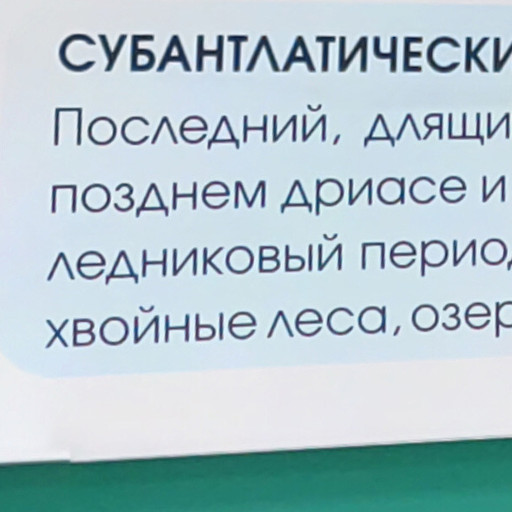 СУБАНТЛАТИЧЕСКИ
Последний, длящи
позднем дриасе и
ледниковый перио
хвойные леса, озер